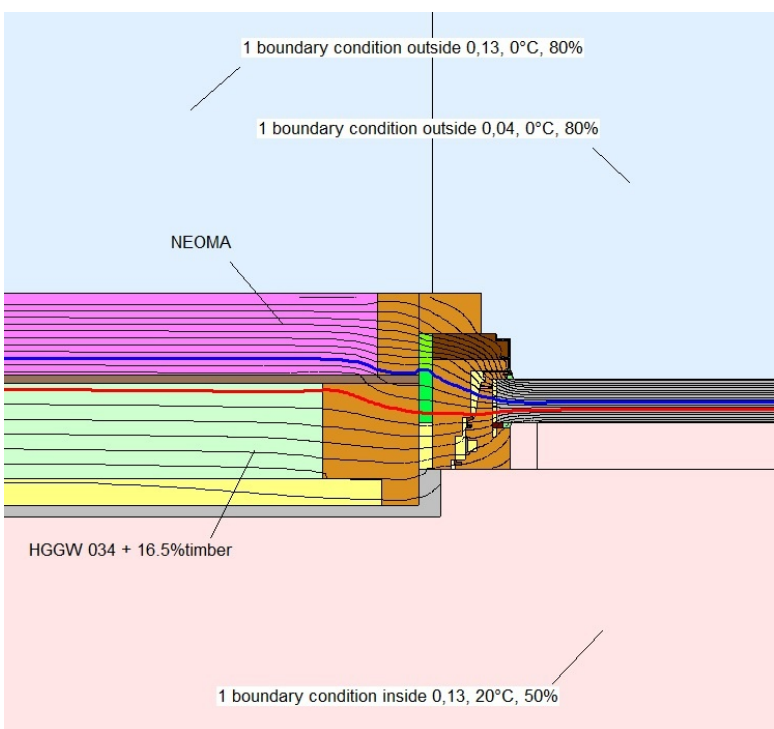 1 boundary condition outside 0,13, 0°C, 80%
1 boundary condition outside 0,04, 0°C, 80%
NEOMA
HGGW 034 + 16.5%timber
1 boundary condition inside 0,13, 20°C, 50%